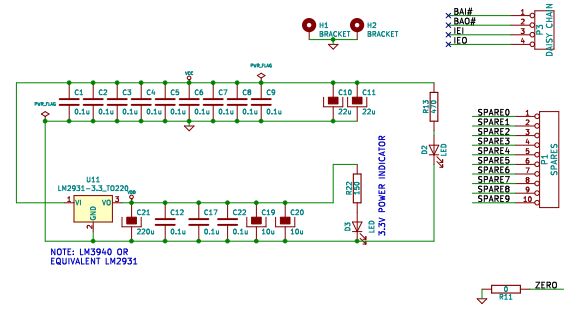 H1
BRACKET
H2
BRACKET
BAI#
BAO#
IEI
IEO
1
2
3
4
P3
DAISY CHAIN
PWR_FLAG
VCC
PWR_FLAG
C1
0.1u
C2
0.1u
C3
0.1u
C4
0.1u
C5
0.1u
C6
0.1u
C7
0.1u
C8
0.1u
C9
0.1u
C10
22u
C11
22u
R13
470
D2
LED
SPARE0
SPARE1
SPARE2
SPARE3
SPARE4
SPARE5
SPARE6
SPARE7
SPARE8
SPARE9
1
2
3
4
5
6
7
8
9
10
P1
SPARES
U11
LM2931-3.3_TO220
1
VI
VO
3
GND
2
VDD
C21
220u
C12
0.1u
C17
0.1u
C22
0.1u
C19
10u
C20
10u
R22
150
D3
LED
3.3V POWER INDICATOR
NOTE: LM3940 OR
EQUIVALENT LM2931
0
R11
ZERO